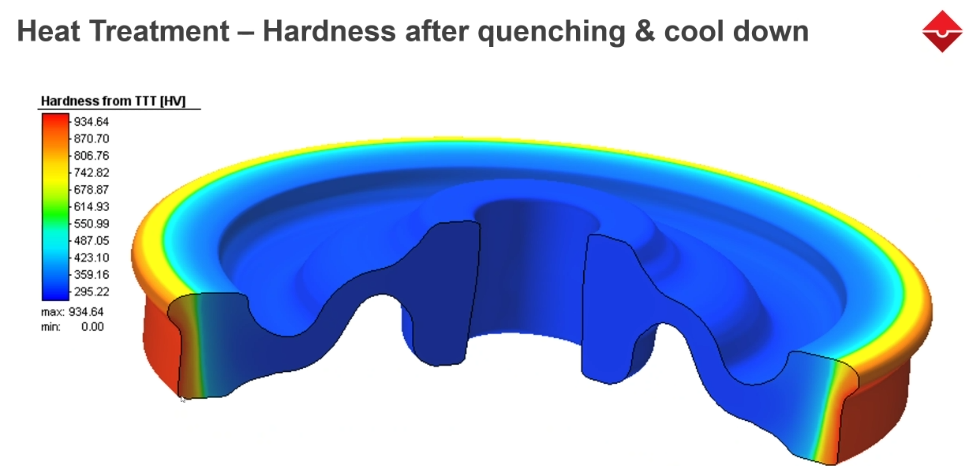 Heat Treatment – Hardness after quenching & cool down
Hardness from TTT [HV]
934.64
870.70
806.76
742.82
678.87
614.93
550.99
487.05
423.10
359.16
295.22
max: 934.64
min: 0.00